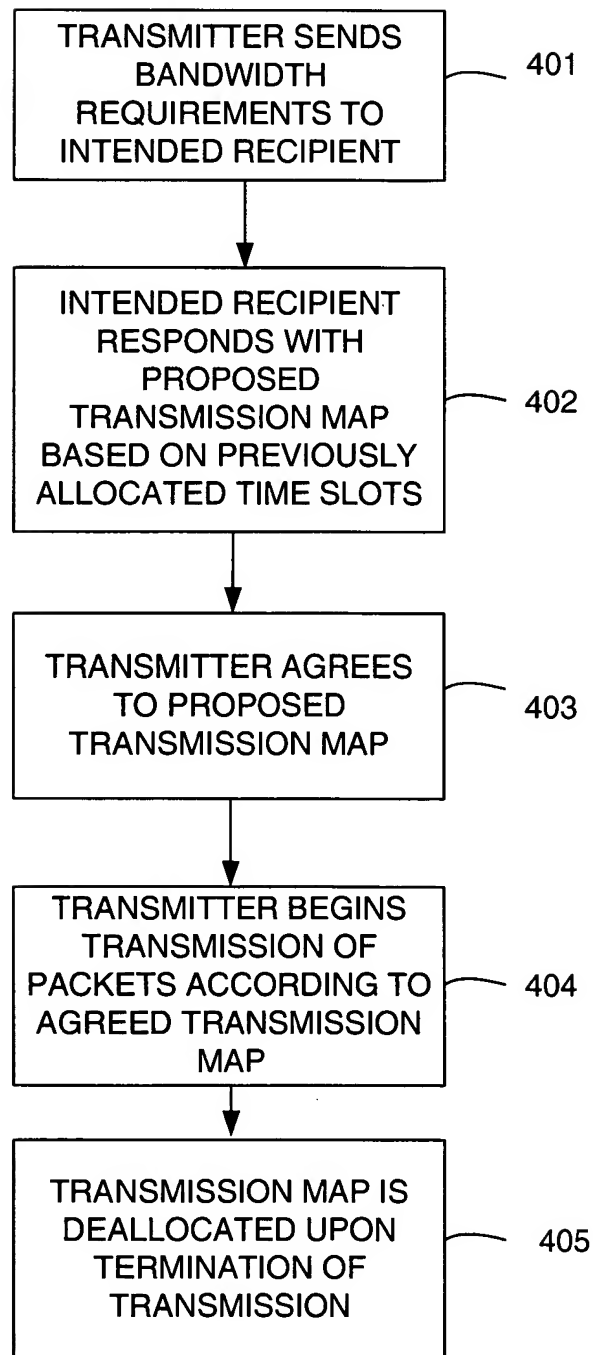 TRANSMITTER SENDS
BANDWIDTH
REQUIREMENTS TO
INTENDED RECIPIENT
401
INTENDED RECIPIENT
RESPONDS WITH
PROPOSED
TRANSMISSION MAP
BASED ON PREVIOUSLY
ALLOCATED TIME SLOTS
402
TRANSMITTER AGREES
TO PROPOSED
TRANSMISSION MAP
403
TRANSMITTER BEGINS
TRANSMISSION OF
PACKETS ACCORDING TO
AGREED TRANSMISSION
MAP
404
TRANSMISSION MAP IS
DEALLOCATED UPON
TERMINATION OF
TRANSMISSION
405